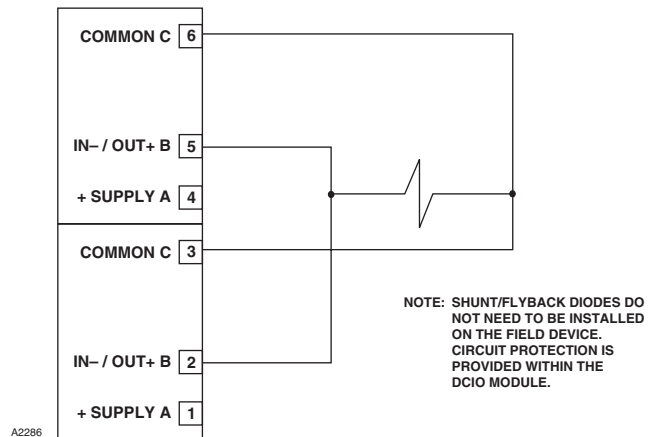 COMMON C 6
IN– / OUT+ B 5
+ SUPPLY A 4
COMMON C 3
IN– / OUT+ B 2
+ SUPPLY A 1
NOTE: SHUNT/FLYBACK DIODES DO
NOT NEED TO BE INSTALLED
ON THE FIELD DEVICE.
CIRCUIT PROTECTION IS
PROVIDED WITHIN THE
DCIO MODULE.
A2286